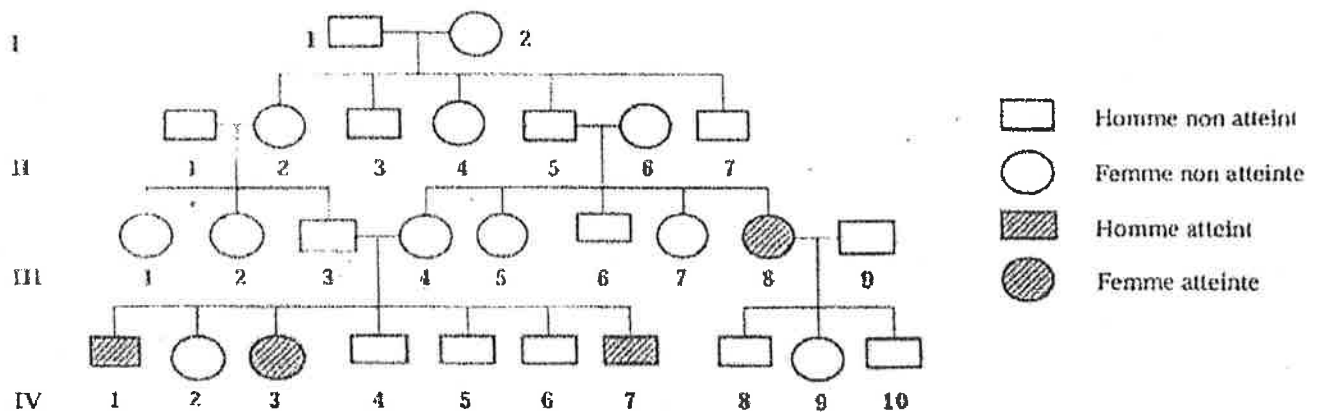 I 1 2
Homme non atteint
II 1 2 3 4 5 6 7
Femme non atteinte
Homme atteint
III 1 2 3 4 5 6 7 8 9
Femme atteinte
IV 1 2 3 4 5 6 7 8 9 10